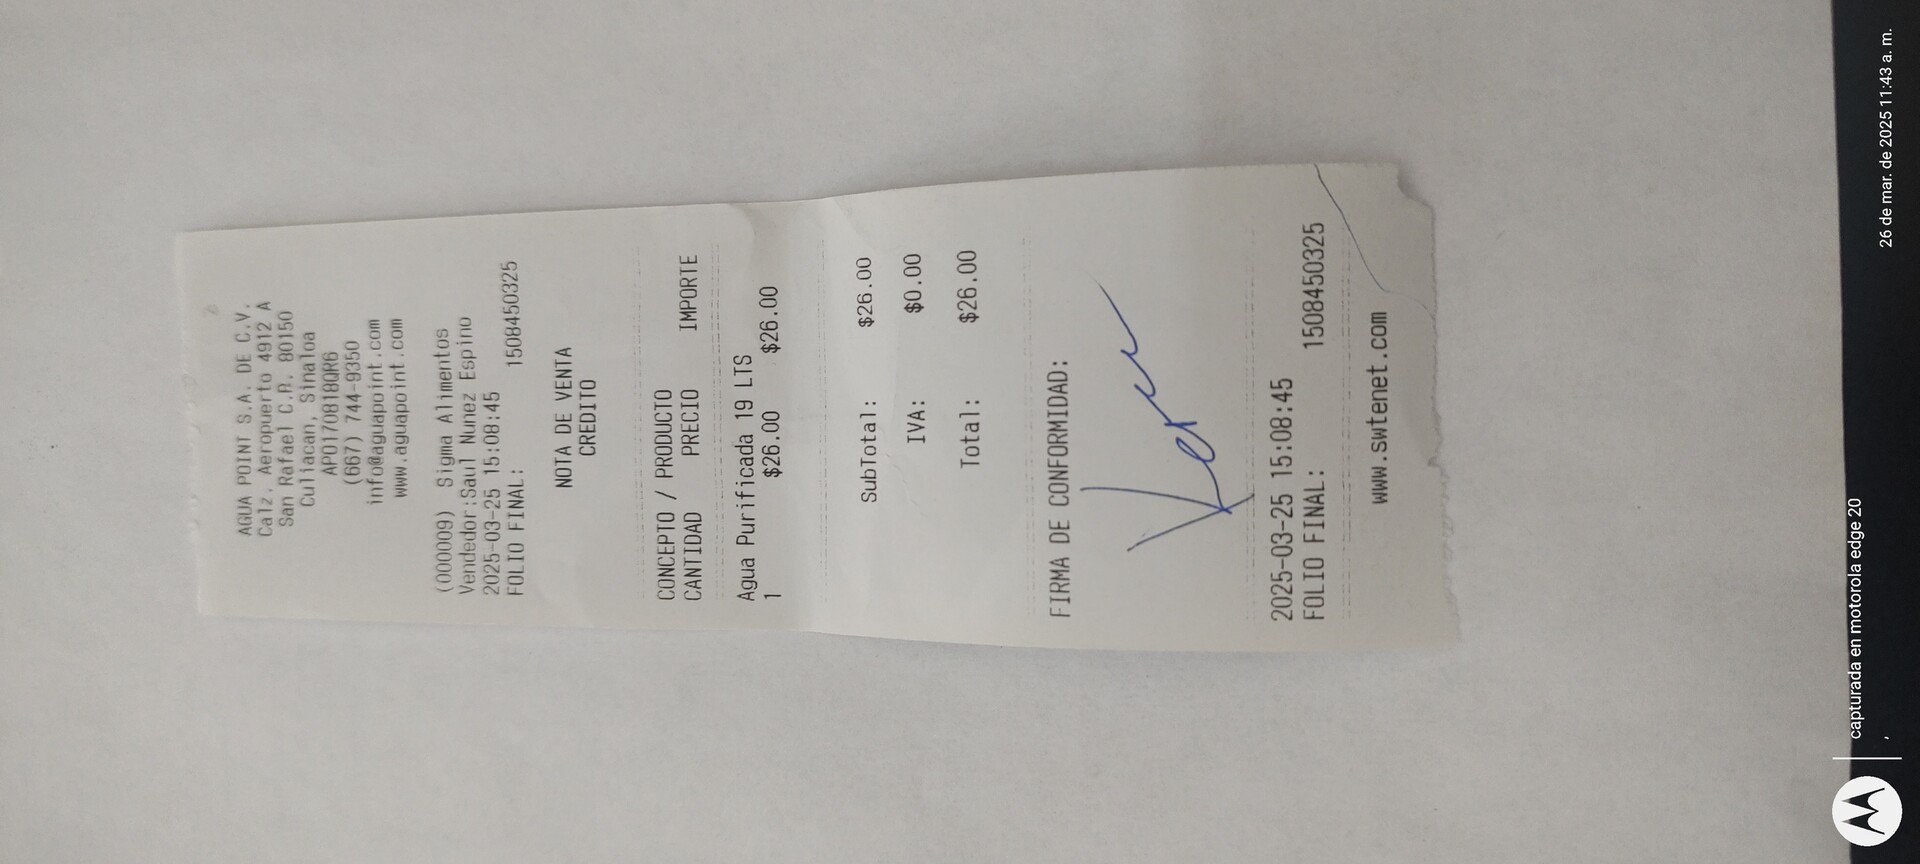 AGUA POINT S.A. DE C.V.
Calz. Aeropuerto 4912 A
San Rafael C.P. 80150
Culiacan, Sinaloa
APO170818QR6
(667) 744-9350
info@aguapoint.com
www.aguapoint.com
(000009) Sigma Alimentos
Vendedor:Saul Nunez Espino
2025-03-25 15:08:45
FOLIO FINAL: 1508450325
NOTA DE VENTA
CREDITO
CONCEPTO / PRODUCTO
CANTIDAD PRECIO IMPORTE
Agua Purificada 19 LTS
1 $26.00 $26.00
SubTotal: $26.00
IVA: $0.00
Total: $26.00
FIRMA DE CONFORMIDAD:
2025-03-25 15:08:45
FOLIO FINAL: 1508450325
www.swtenet.com
capturada en motorola edge 20
26 de mar. de 2025 11:43 a. m.